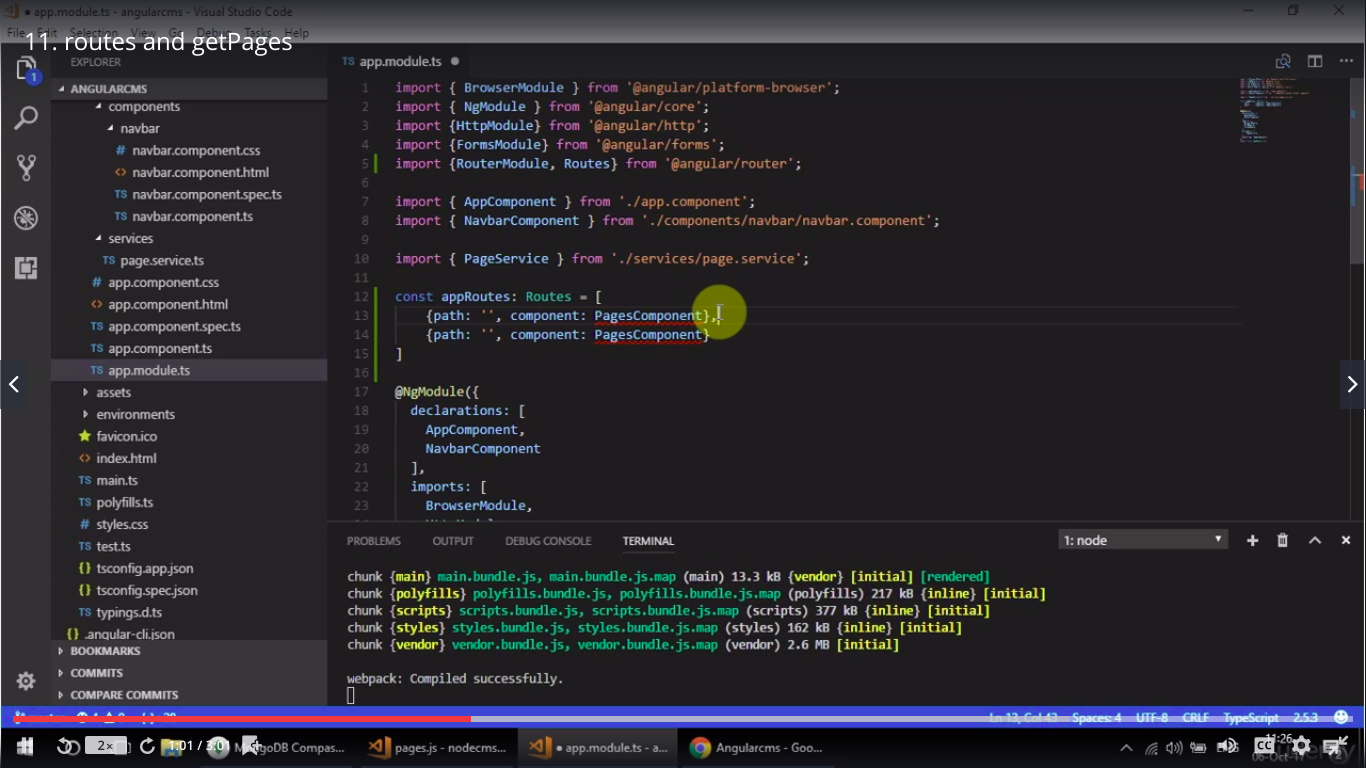 app.module.ts - angularcms - Visual Studio Code
File Edit Selection View Go Debug Tasks Help
11. routes and getPages
EXPLORER
1
ANGULARCMS
components
navbar
# navbar.component.css
<> navbar.component.html
TS navbar.component.spec.ts
TS navbar.component.ts
services
TS page.service.ts
# app.component.css
<> app.component.html
TS app.component.spec.ts
TS app.component.ts
TS app.module.ts
assets
environments
favicon.ico
<> index.html
TS main.ts
TS polyfills.ts
# styles.css
TS test.ts
{} tsconfig.app.json
{} tsconfig.spec.json
TS typings.d.ts
{} .angular-cli.json
BOOKMARKS
COMMITS
COMPARE COMMITS
TS app.module.ts
1 import { BrowserModule } from '@angular/platform-browser';
2 import { NgModule } from '@angular/core';
3 import {HttpModule} from '@angular/http';
4 import {FormsModule} from '@angular/forms';
5 import {RouterModule, Routes} from '@angular/router';
6
7 import { AppComponent } from './app.component';
8 import { NavbarComponent } from './components/navbar/navbar.component';
9
10 import { PageService } from './services/page.service';
11
12 const appRoutes: Routes = [
13 {path: '', component: PagesComponent},
14 {path: '', component: PagesComponent}
15 ]
16
17 @NgModule({
18 declarations: [
19 AppComponent,
20 NavbarComponent
21 ],
22 imports: [
23 BrowserModule,
PROBLEMS OUTPUT DEBUG CONSOLE TERMINAL 1: node
chunk {main} main.bundle.js, main.bundle.js.map (main) 13.3 kB {vendor} [initial] [rendered]
chunk {polyfills} polyfills.bundle.js, polyfills.bundle.js.map (polyfills) 217 kB {inline} [initial]
chunk {scripts} scripts.bundle.js, scripts.bundle.js.map (scripts) 377 kB {inline} [initial]
chunk {styles} styles.bundle.js, styles.bundle.js.map (styles) 162 kB {inline} [initial]
chunk {vendor} vendor.bundle.js, vendor.bundle.js.map (vendor) 2.6 MB [initial]
webpack: Compiled successfully.
Ln 13, Col 43 Spaces: 4 UTF-8 CRLF TypeScript 2.5.3
2x 1:01 / 3:01 MongoDB Compas... pages.js - nodecms... app.module.ts - a... Angularcms - Goo... CC 11:26
06-Oct-17